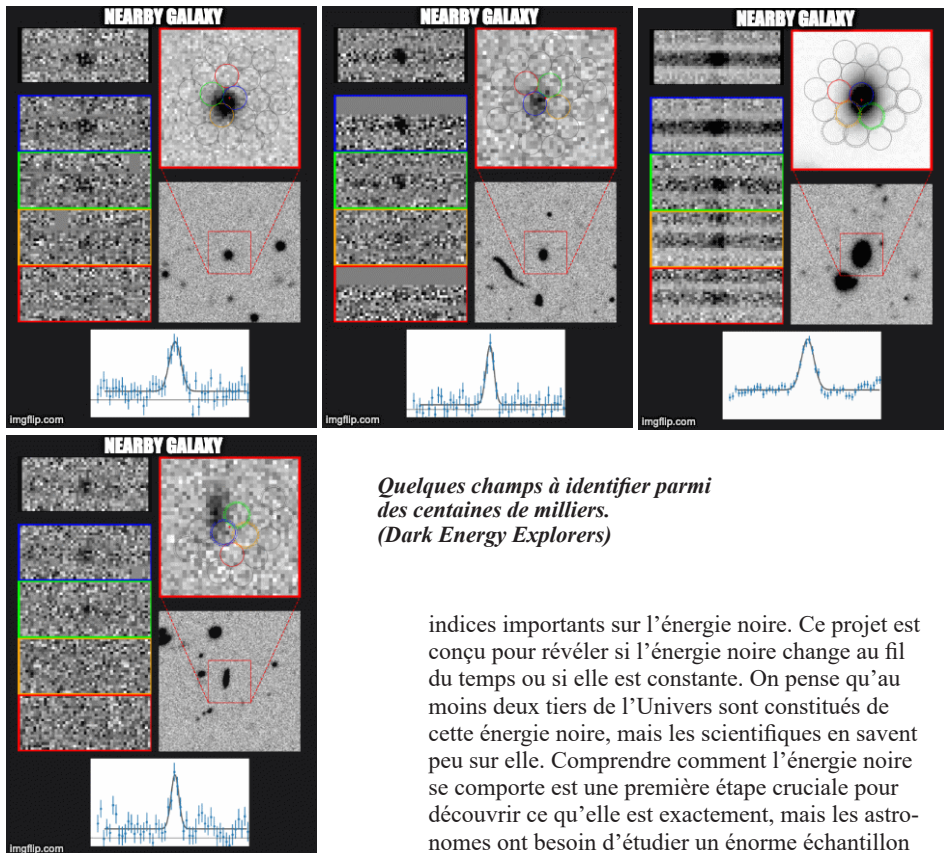 NEARBY GALAXY
imgflip.com
NEARBY GALAXY
imgflip.com
NEARBY GALAXY
imgflip.com
NEARBY GALAXY
imgflip.com
Quelques champs à identifier parmi
des centaines de milliers.
(Dark Energy Explorers)
indices importants sur l’énergie noire. Ce projet est
conçu pour révéler si l’énergie noire change au fil
du temps ou si elle est constante. On pense qu’au
moins deux tiers de l’Univers sont constitués de
cette énergie noire, mais les scientifiques en savent
peu sur elle. Comprendre comment l’énergie noire
se comporte est une première étape cruciale pour
découvrir ce qu’elle est exactement, mais les astro-
nomes ont besoin d’étudier un énorme échantillon